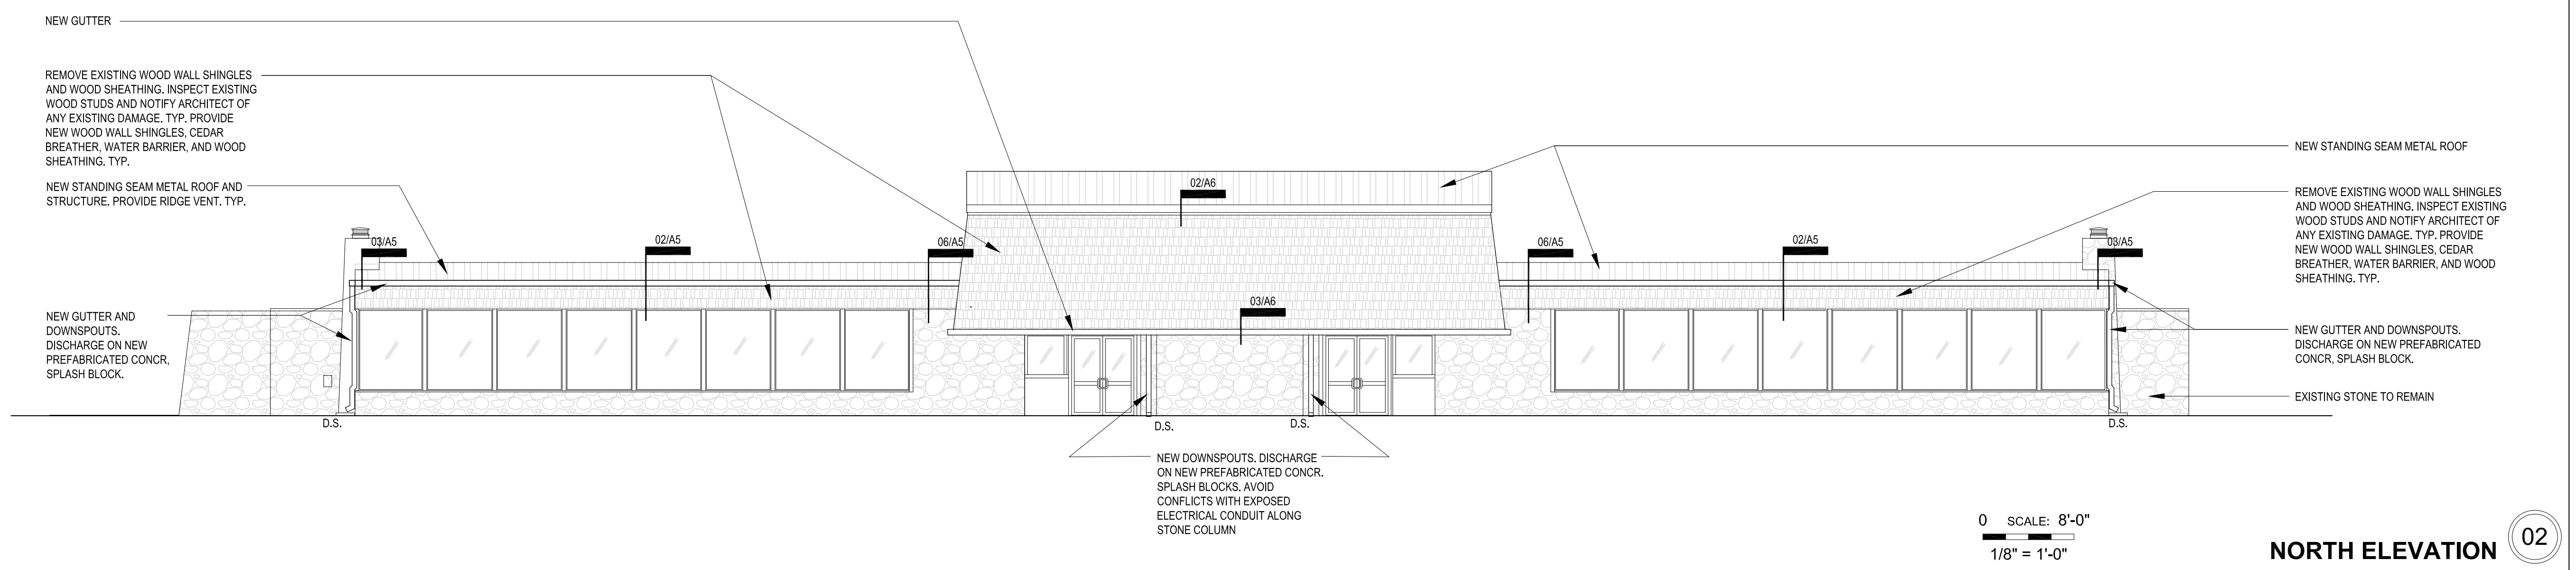 NEW GUTTER
REMOVE EXISTING WOOD WALL SHINGLES
AND WOOD SHEATHING. INSPECT EXISTING
WOOD STUDS AND NOTIFY ARCHITECT OF
ANY EXISTING DAMAGE. TYP. PROVIDE
NEW WOOD WALL SHINGLES, CEDAR
BREATHER, WATER BARRIER, AND WOOD
SHEATHING. TYP.
NEW STANDING SEAM METAL ROOF AND
STRUCTURE. PROVIDE RIDGE VENT. TYP.
NEW GUTTER AND
DOWNSPOUTS.
DISCHARGE ON NEW
PREFABRICATED CONCR,
SPLASH BLOCK.
03/A5
02/A5
06/A5
02/A6
03/A6
06/A5
02/A5
03/A5
NEW STANDING SEAM METAL ROOF
REMOVE EXISTING WOOD WALL SHINGLES
AND WOOD SHEATHING. INSPECT EXISTING
WOOD STUDS AND NOTIFY ARCHITECT OF
ANY EXISTING DAMAGE. TYP. PROVIDE
NEW WOOD WALL SHINGLES, CEDAR
BREATHER, WATER BARRIER, AND WOOD
SHEATHING. TYP.
NEW GUTTER AND DOWNSPOUTS.
DISCHARGE ON NEW PREFABRICATED
CONCR, SPLASH BLOCK.
EXISTING STONE TO REMAIN
D.S.
D.S.
D.S.
D.S.
NEW DOWNSPOUTS. DISCHARGE
ON NEW PREFABRICATED CONCR.
SPLASH BLOCKS. AVOID
CONFLICTS WITH EXPOSED
ELECTRICAL CONDUIT ALONG
STONE COLUMN
0 SCALE: 8'-0"
1/8" = 1'-0"
NORTH ELEVATION
02